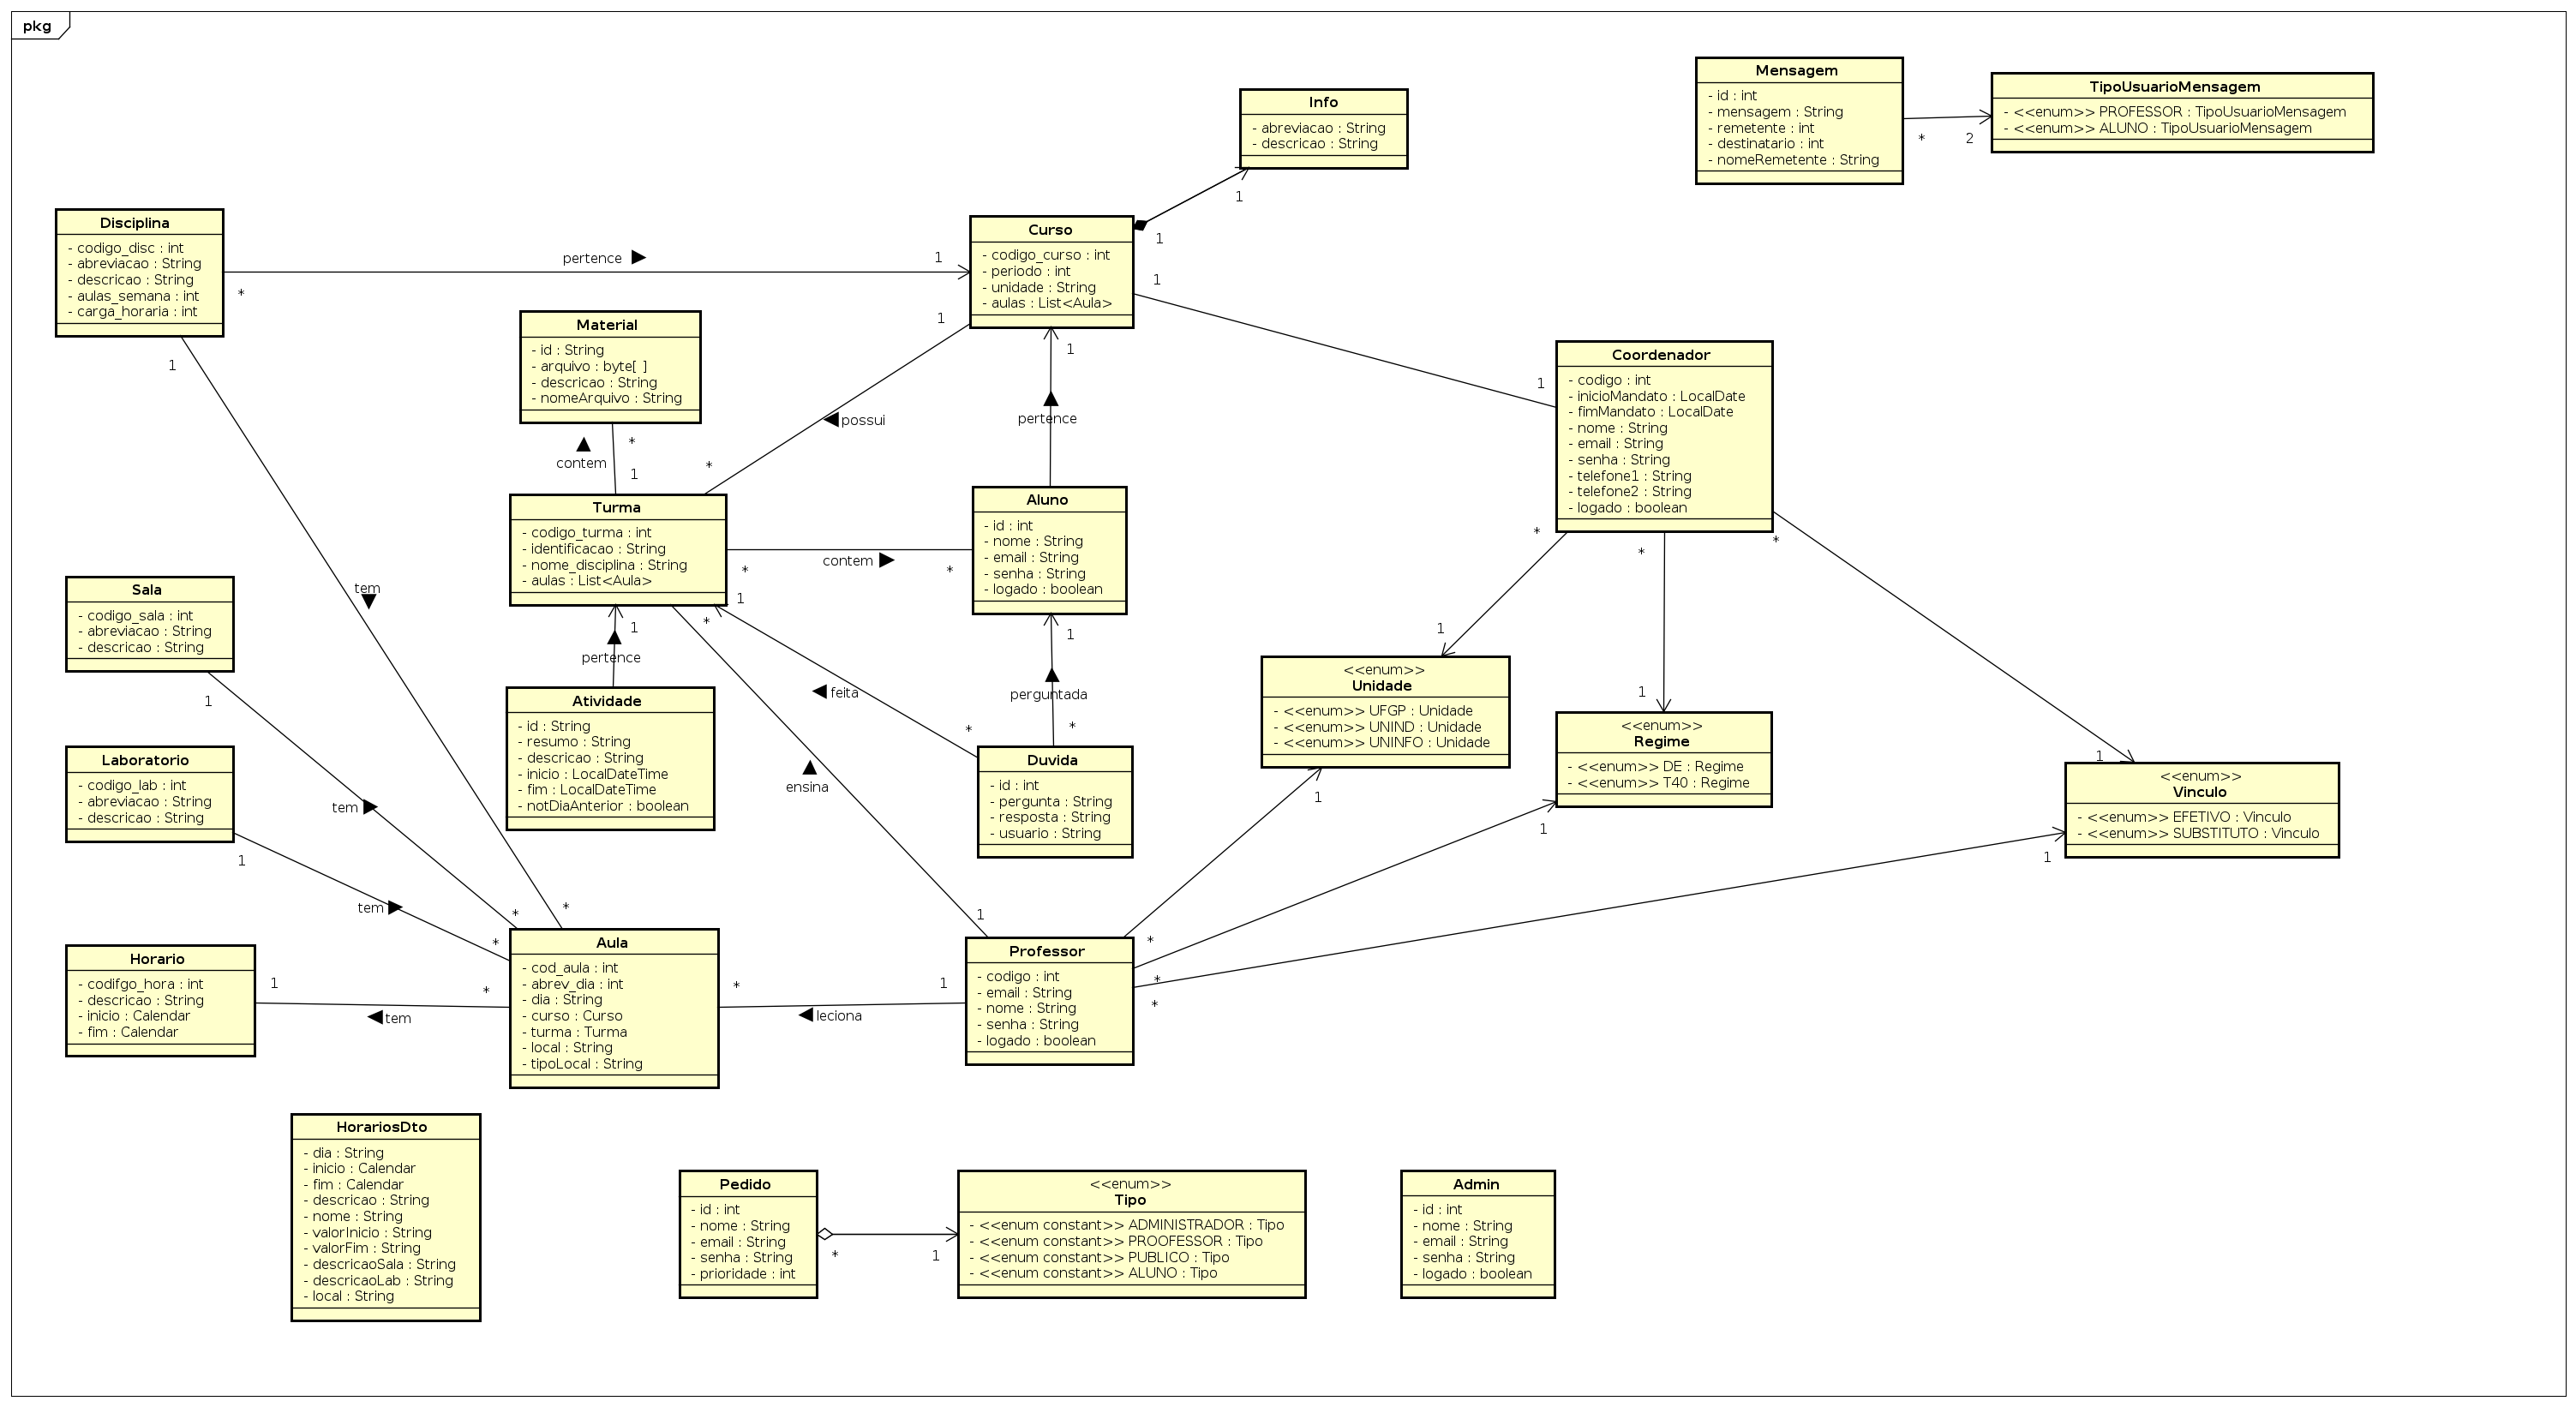 pkg
Mensagem
- id : int
- mensagem : String
- remetente : int
- destinatario : int
- nomeRemetente : String
*
2
TipoUsuarioMensagem
- <<enum>> PROFESSOR : TipoUsuarioMensagem
- <<enum>> ALUNO : TipoUsuarioMensagem
Info
- abreviacao : String
- descricao : String
1
1
Disciplina
- codigo_disc : int
- abreviacao : String
- descricao : String
- aulas_semana : int
- carga_horaria : int
*
pertence
1
1
Curso
- codigo_curso : int
- periodo : int
- unidade : String
- aulas : List<Aula>
1
1
1
Material
- id : String
- arquivo : byte[ ]
- descricao : String
- nomeArquivo : String
*
contem
1
possui
*
pertence
Coordenador
- codigo : int
- inicioMandato : LocalDate
- fimMandato : LocalDate
- nome : String
- email : String
- senha : String
- telefone1 : String
- telefone2 : String
- logado : boolean
1
*
*
*
Turma
- codigo_turma : int
- identificacao : String
- nome_disciplina : String
- aulas : List<Aula>
contem
*
*
1
*
1
Aluno
- id : int
- nome : String
- email : String
- senha : String
- logado : boolean
1
tem
Sala
- codigo_sala : int
- abreviacao : String
- descricao : String
1
pertence
Atividade
- id : String
- resumo : String
- descricao : String
- inicio : LocalDateTime
- fim : LocalDateTime
- notDiaAnterior : boolean
feita
perguntada
*
*
ensina
Duvida
- id : int
- pergunta : String
- resposta : String
- usuario : String
1
<<enum>>
Unidade
- <<enum>> UFGP : Unidade
- <<enum>> UNIND : Unidade
- <<enum>> UNINFO : Unidade
1
1
<<enum>>
Regime
- <<enum>> DE : Regime
- <<enum>> T40 : Regime
1
1
<<enum>>
Vinculo
- <<enum>> EFETIVO : Vinculo
- <<enum>> SUBSTITUTO : Vinculo
1
Laboratorio
- codigo_lab : int
- abreviacao : String
- descricao : String
1
tem
tem
*
*
*
Horario
- codifgo_hora : int
- descricao : String
- inicio : Calendar
- fim : Calendar
1
tem
*
Aula
- cod_aula : int
- abrev_dia : int
- dia : String
- curso : Curso
- turma : Turma
- local : String
- tipoLocal : String
*
leciona
1
1
Professor
- codigo : int
- email : String
- nome : String
- senha : String
- logado : boolean
*
*
*
HorariosDto
- dia : String
- inicio : Calendar
- fim : Calendar
- descricao : String
- nome : String
- valorInicio : String
- valorFim : String
- descricaoSala : String
- descricaoLab : String
- local : String
Pedido
- id : int
- nome : String
- email : String
- senha : String
- prioridade : int
*
1
<<enum>>
Tipo
- <<enum constant>> ADMINISTRADOR : Tipo
- <<enum constant>> PROOFESSOR : Tipo
- <<enum constant>> PUBLICO : Tipo
- <<enum constant>> ALUNO : Tipo
Admin
- id : int
- nome : String
- email : String
- senha : String
- logado : boolean